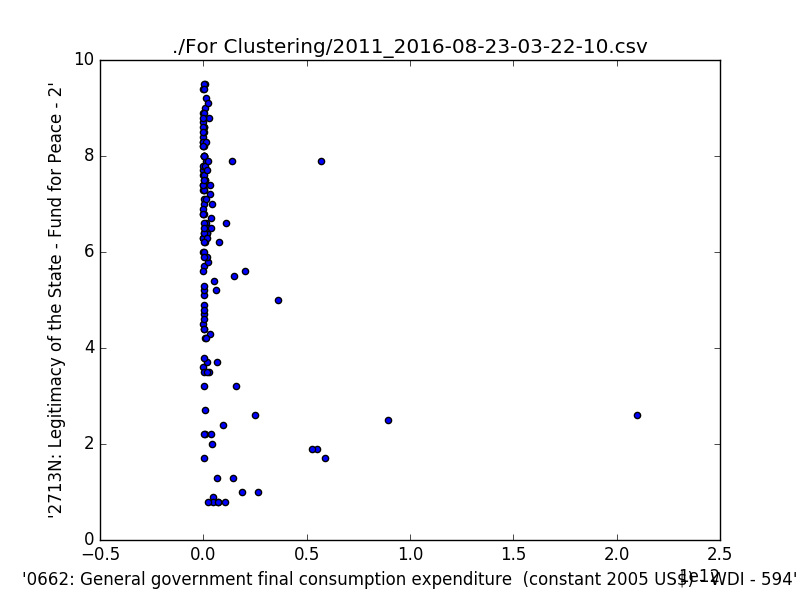 ./For Clustering/2011_2016-08-23-03-22-10.csv
10
8
6
4
2
0
'2713N: Legitimacy of the State - Fund for Peace - 2'
−0.5 0.0 0.5 1.0 1.5 2.0 2.5
1e12
'0662: General government final consumption expenditure  (constant 2005 US$) - WDI - 594'